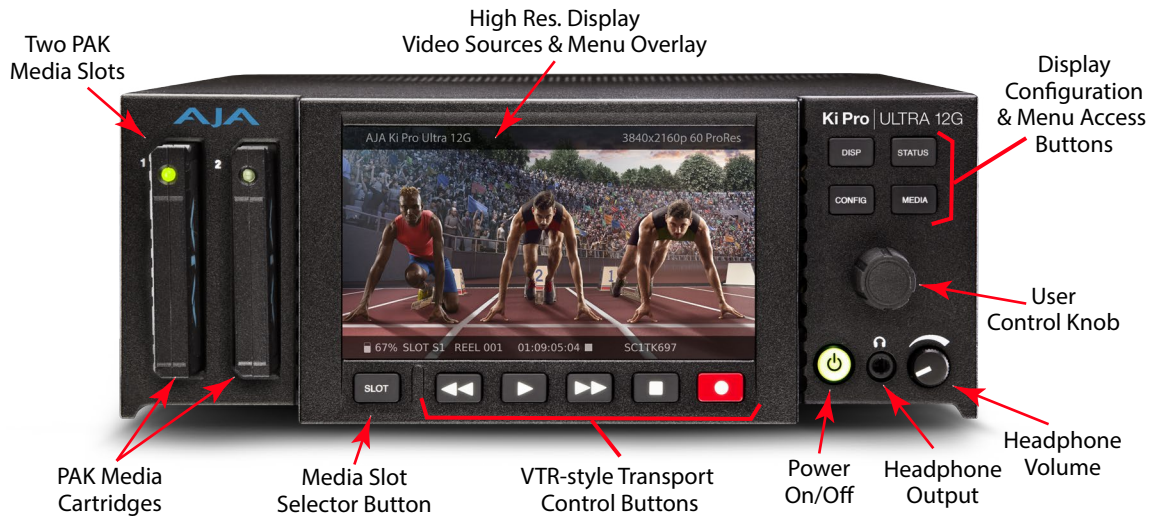 High Res. Display
Video Sources & Menu Overlay
Two PAK
Media Slots
Display
Configuration
& Menu Access
Buttons
AJA
1
2
AJA Ki Pro Ultra 12G
3840x2160p 60 ProRes
Ki Pro | ULTRA 12G
DISP
STATUS
CONFIG
MEDIA
2
1
67% SLOT S1 REEL 001 01:09:05:04 SC1TK697
SLOT
User
Control Knob
PAK Media
Cartridges
Media Slot
Selector Button
VTR-style Transport
Control Buttons
Power
On/Off
Headphone
Output
Headphone
Volume